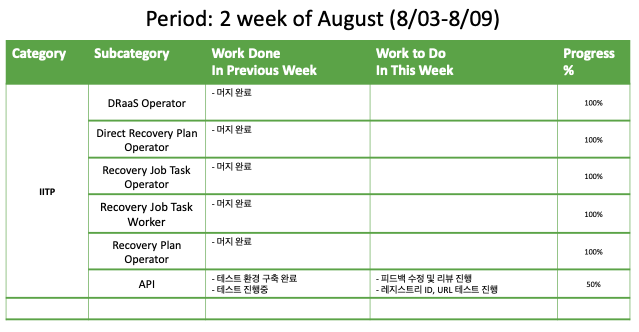 Period: 2 week of August (8/03-8/09)
Category
Subcategory
Work Done
In Previous Week
Work to Do
In This Week
Progress
%
IITP
DRaaS Operator
- 머지 완료
100%
Direct Recovery Plan
Operator
- 머지 완료
100%
Recovery Job Task
Operator
- 머지 완료
100%
Recovery Job Task
Worker
- 머지 완료
100%
Recovery Plan
Operator
- 머지 완료
100%
API
- 테스트 환경 구축 완료
- 테스트 진행중
- 피드백 수정 및 리뷰 진행
- 레지스트리 ID, URL 테스트 진행
50%